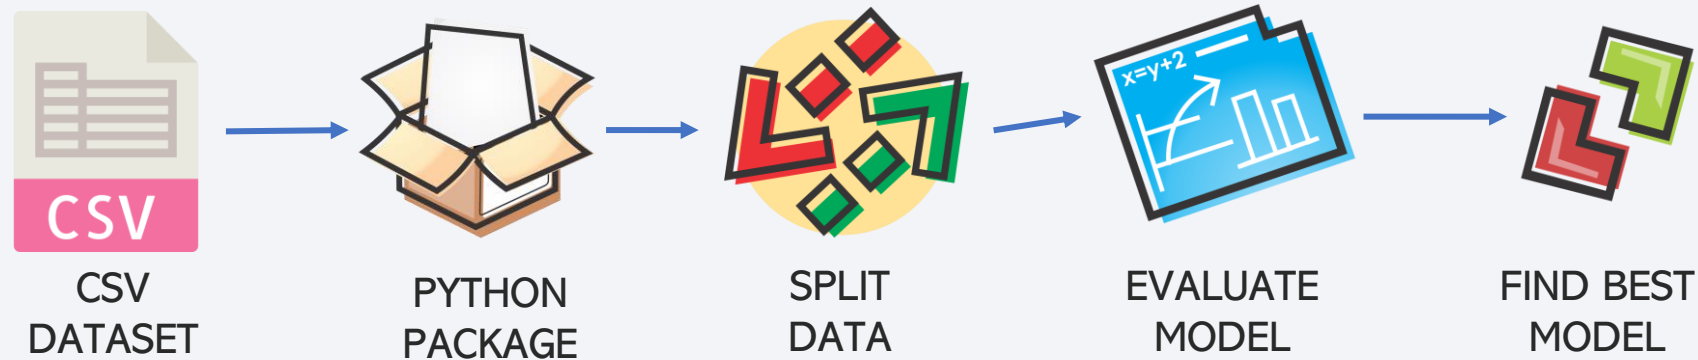 CSV
x=y+2
CSV
DATASET
PYTHON
PACKAGE
SPLIT
DATA
EVALUATE
MODEL
FIND BEST
MODEL